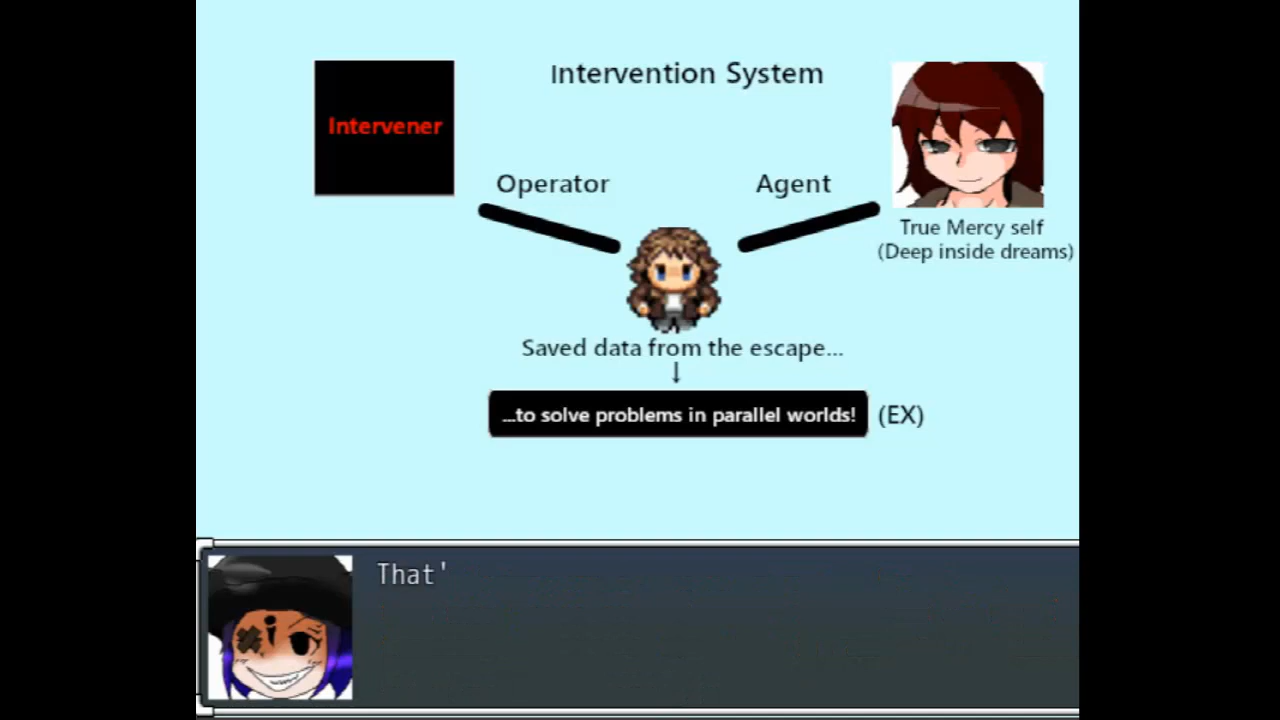 Intervention System
Intervener
Operator
Agent
True Mercy self
(Deep inside dreams)
Saved data from the escape...
↓
...to solve problems in parallel worlds! (EX)
That'